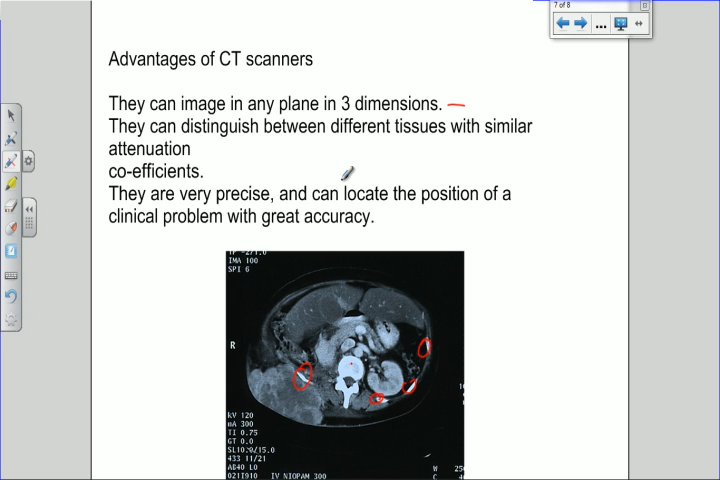 7 of 8
Advantages of CT scanners
They can image in any plane in 3 dimensions.
They can distinguish between different tissues with similar
attenuation
co-efficients.
They are very precise, and can locate the position of a
clinical problem with great accuracy.
IMA 100
SPI 6
R
kV 120
mA 300
TI 0.75
GT 0.0
433 11/21
AB40 L0
IV NIOPAM 300
W
C